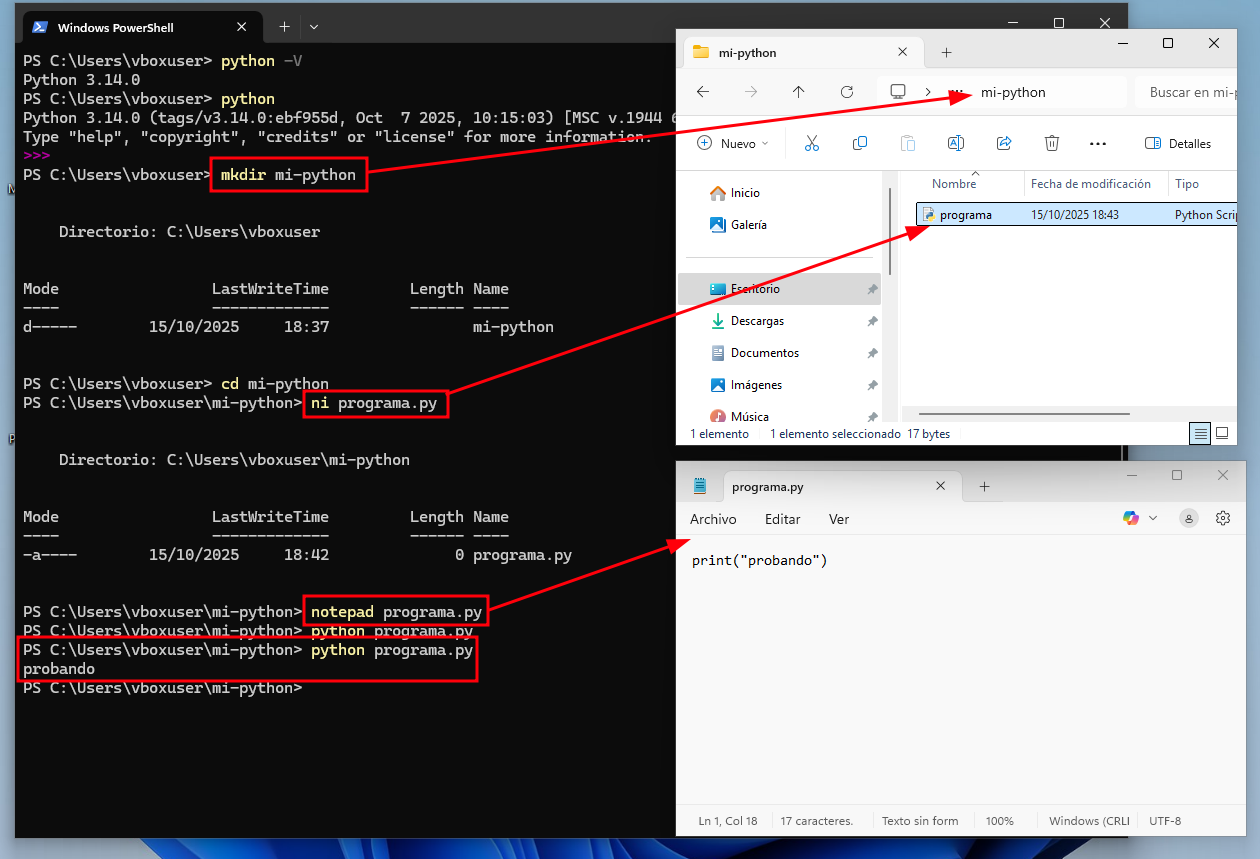 Windows PowerShell
PS C:\Users\vboxuser> python -V
Python 3.14.0
PS C:\Users\vboxuser> python
Python 3.14.0 (tags/v3.14.0:ebf955d, Oct  7 2025, 10:15:03) [MSC v.1944 6
Type "help", "copyright", "credits" or "license" for more information.
>>>
PS C:\Users\vboxuser> mkdir mi-python
Directorio: C:\Users\vboxuser
Mode LastWriteTime Length Name
---- ------------- ------ ----
d----- 15/10/2025 18:37 mi-python
PS C:\Users\vboxuser> cd mi-python
PS C:\Users\vboxuser\mi-python> ni programa.py
Directorio: C:\Users\vboxuser\mi-python
Mode LastWriteTime Length Name
---- ------------- ------ ----
-a---- 15/10/2025 18:42 0 programa.py
PS C:\Users\vboxuser\mi-python> notepad programa.py
PS C:\Users\vboxuser\mi-python> python programa.py
PS C:\Users\vboxuser\mi-python> python programa.py
probando
PS C:\Users\vboxuser\mi-python>
mi-python
mi-python
Buscar en mi-p
Nuevo
Detalles
Nombre Fecha de modificación Tipo
programa 15/10/2025 18:43 Python Scrip
Inicio
Galería
Escritorio
Descargas
Documentos
Imágenes
Música
1 elemento 1 elemento seleccionado 17 bytes
programa.py
Archivo Editar Ver
print("probando")
Ln 1, Col 18 17 caracteres. Texto sin form 100% Windows (CRLI UTF-8